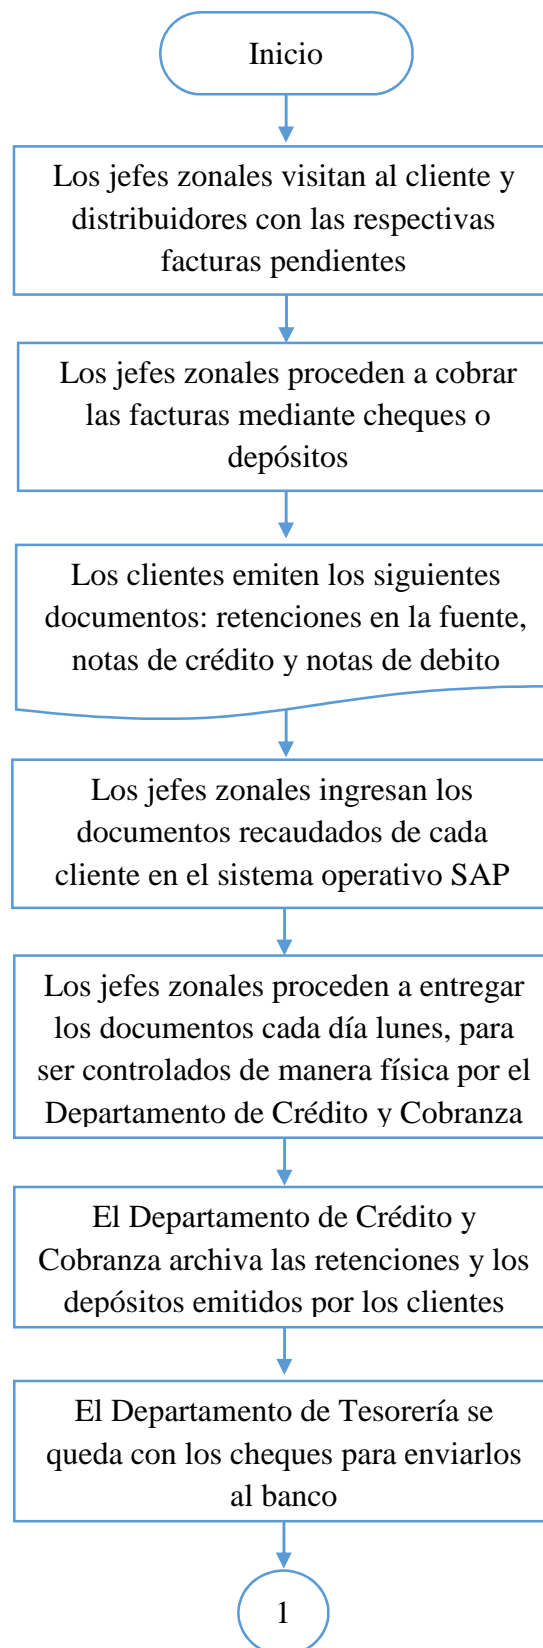 Inicio
Los jefes zonales visitan al cliente y
distribuidores con las respectivas
facturas pendientes
Los jefes zonales proceden a cobrar
las facturas mediante cheques o
depósitos
Los clientes emiten los siguientes
documentos: retenciones en la fuente,
notas de crédito y notas de debito
Los jefes zonales ingresan los
documentos recaudados de cada
cliente en el sistema operativo SAP
Los jefes zonales proceden a entregar
los documentos cada día lunes, para
ser controlados de manera física por el
Departamento de Crédito y Cobranza
El Departamento de Crédito y
Cobranza archiva las retenciones y los
depósitos emitidos por los clientes
El Departamento de Tesorería se
queda con los cheques para enviarlos
al banco
1